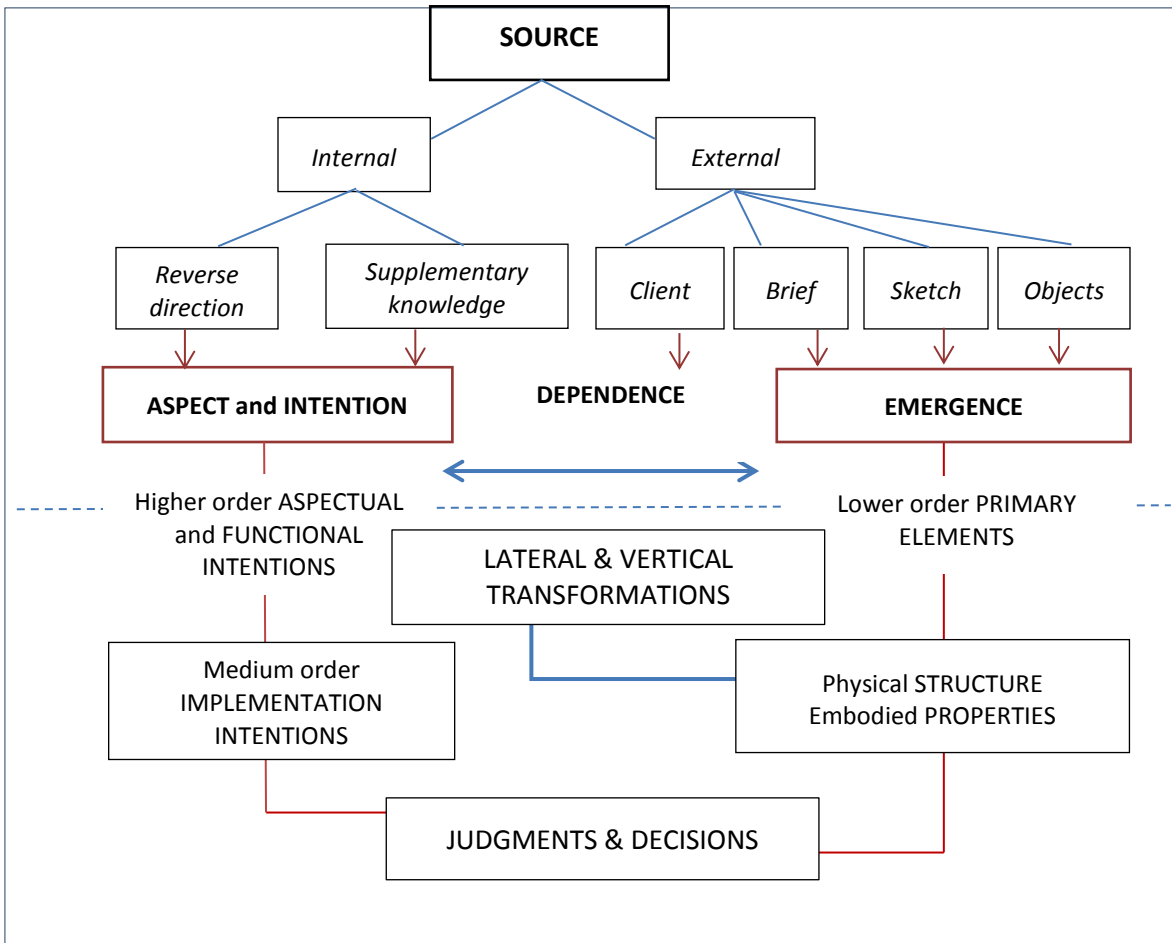 SOURCE
Internal
External
Reverse
direction
Supplementary
knowledge
Client
Brief
Sketch
Objects
ASPECT and INTENTION
DEPENDENCE
EMERGENCE
Higher order ASPECTUAL
and FUNCTIONAL
INTENTIONS
Lower order PRIMARY
ELEMENTS
LATERAL & VERTICAL
TRANSFORMATIONS
Medium order
IMPLEMENTATION
INTENTIONS
Physical STRUCTURE
Embodied PROPERTIES
JUDGMENTS & DECISIONS